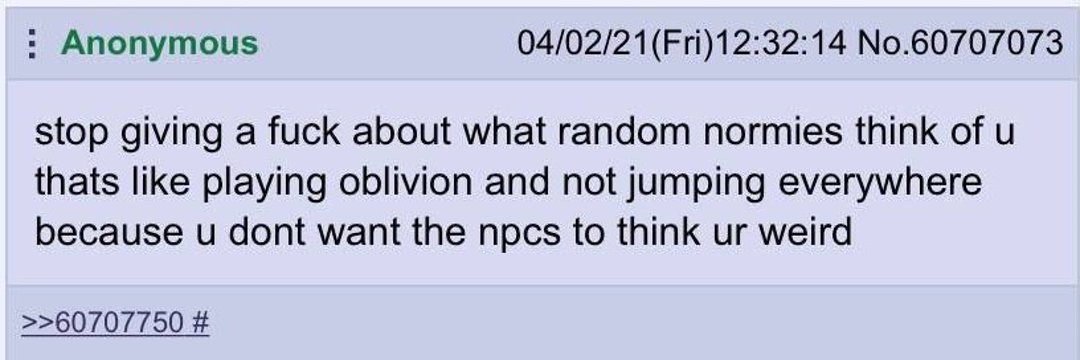 Anonymous 04/02/21(Fri)12:32:14 No.60707073
stop giving a fuck about what random normies think of u
thats like playing oblivion and not jumping everywhere
because u dont want the npcs to think ur weird
>>60707750 #